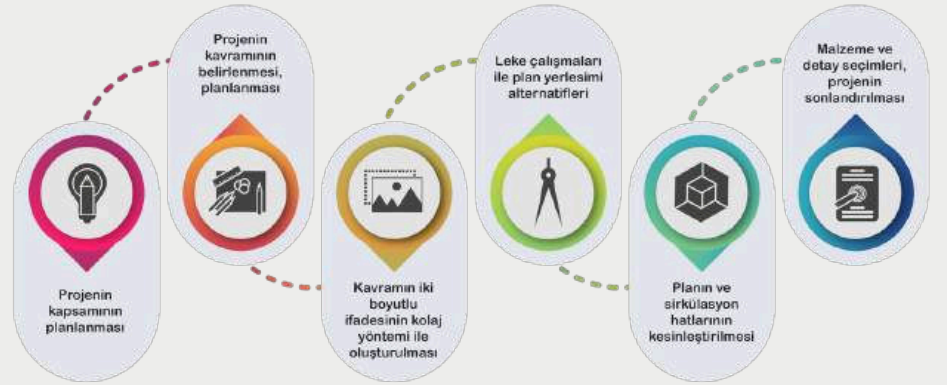 Projenin
kapsamının
planlanması
Projenin
kavramının
belirlenmesi,
planlanması
Kavramın iki
boyutlu
ifadesinin kolaj
yöntemi ile
oluşturulması
Leke çalışmaları
ile plan yerleşimi
alternatifleri
Planın ve
sirkülasyon
hatlarının
kesinleştirilmesi
Malzeme ve
detay seçimleri,
projenin
sonlandırılması